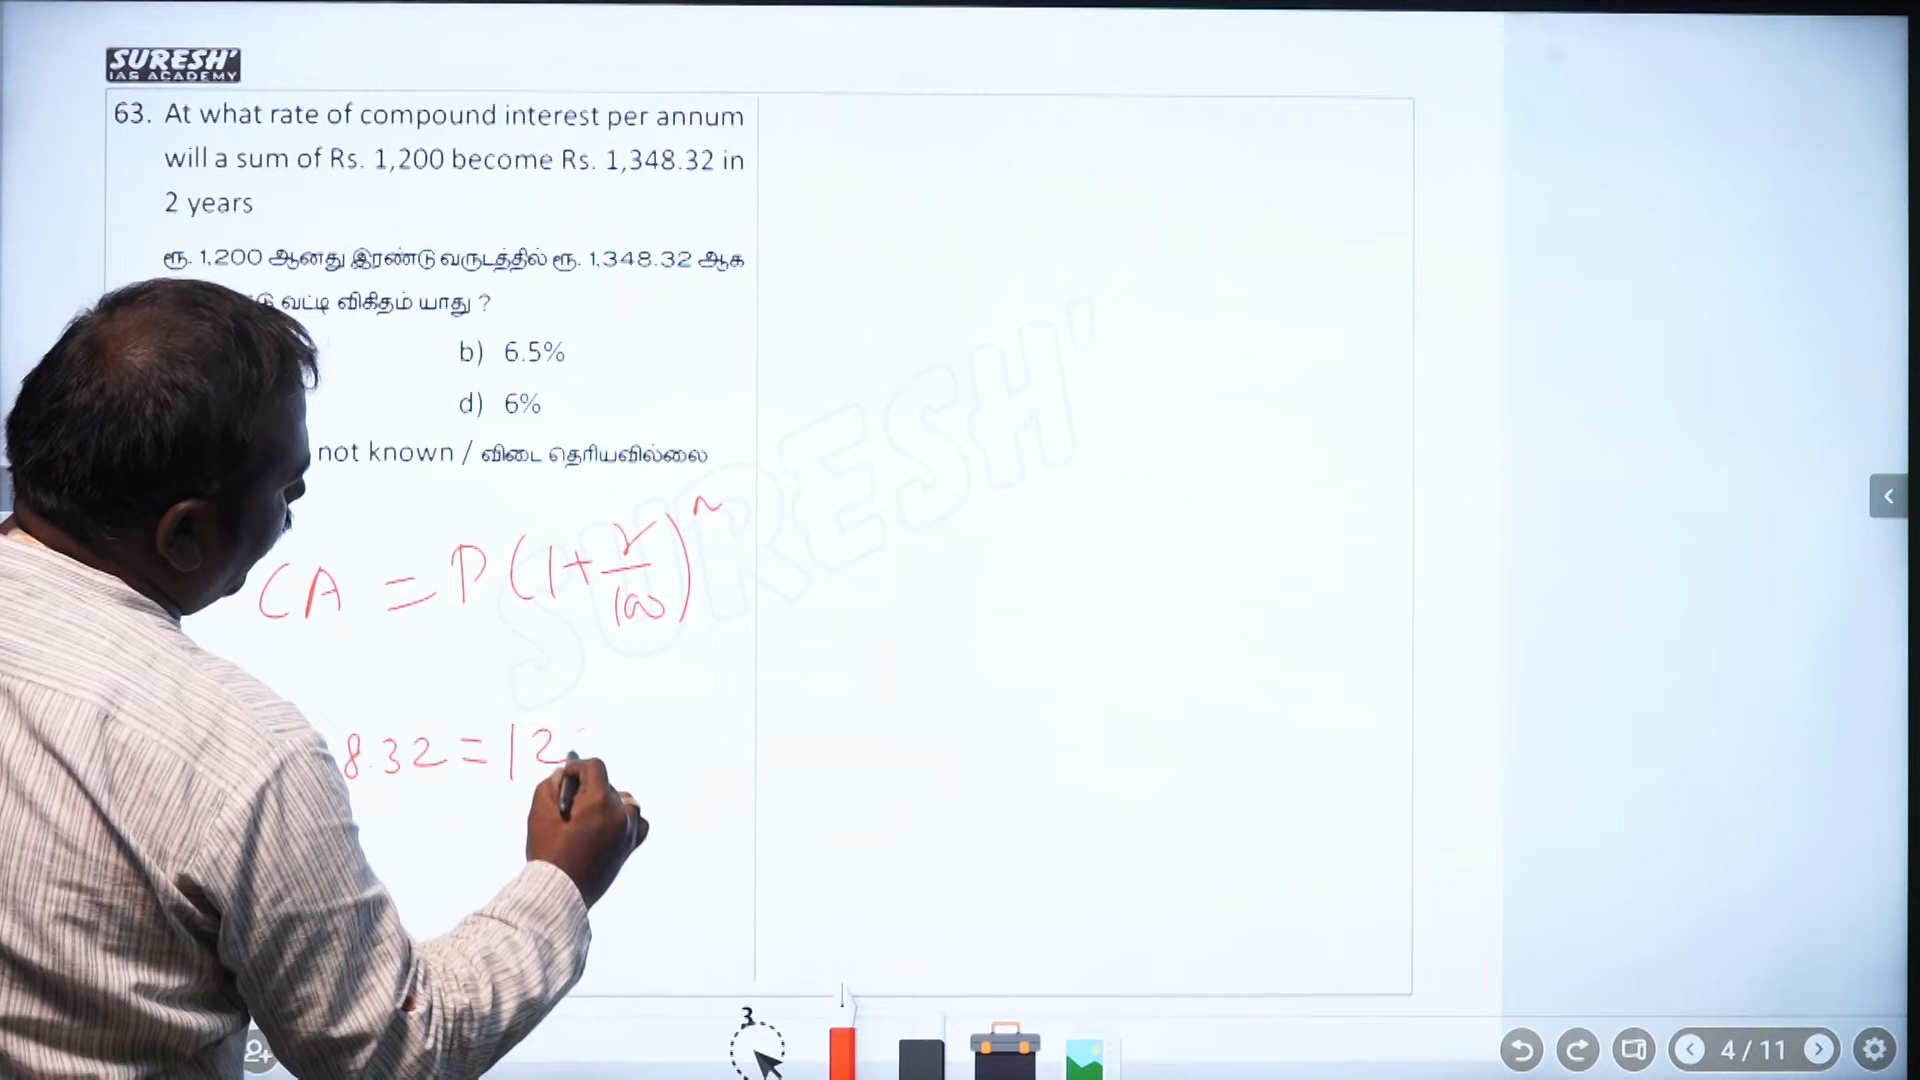 SURESH'
IAS ACADEMY
63. At what rate of compound interest per annum
will a sum of Rs. 1,200 become Rs. 1,348.32 in
2 years
ரூ. 1,200 ஆனது இரண்டு வருடத்தில் ரூ. 1,348.32 ஆக
வட்டி விகிதம் யாது ?
b) 6.5%
d) 6%
not known / விடை தெரியவில்லை
SURESH'
CA = P(1+r/100)^n
8.32 = 12
3
4 / 11